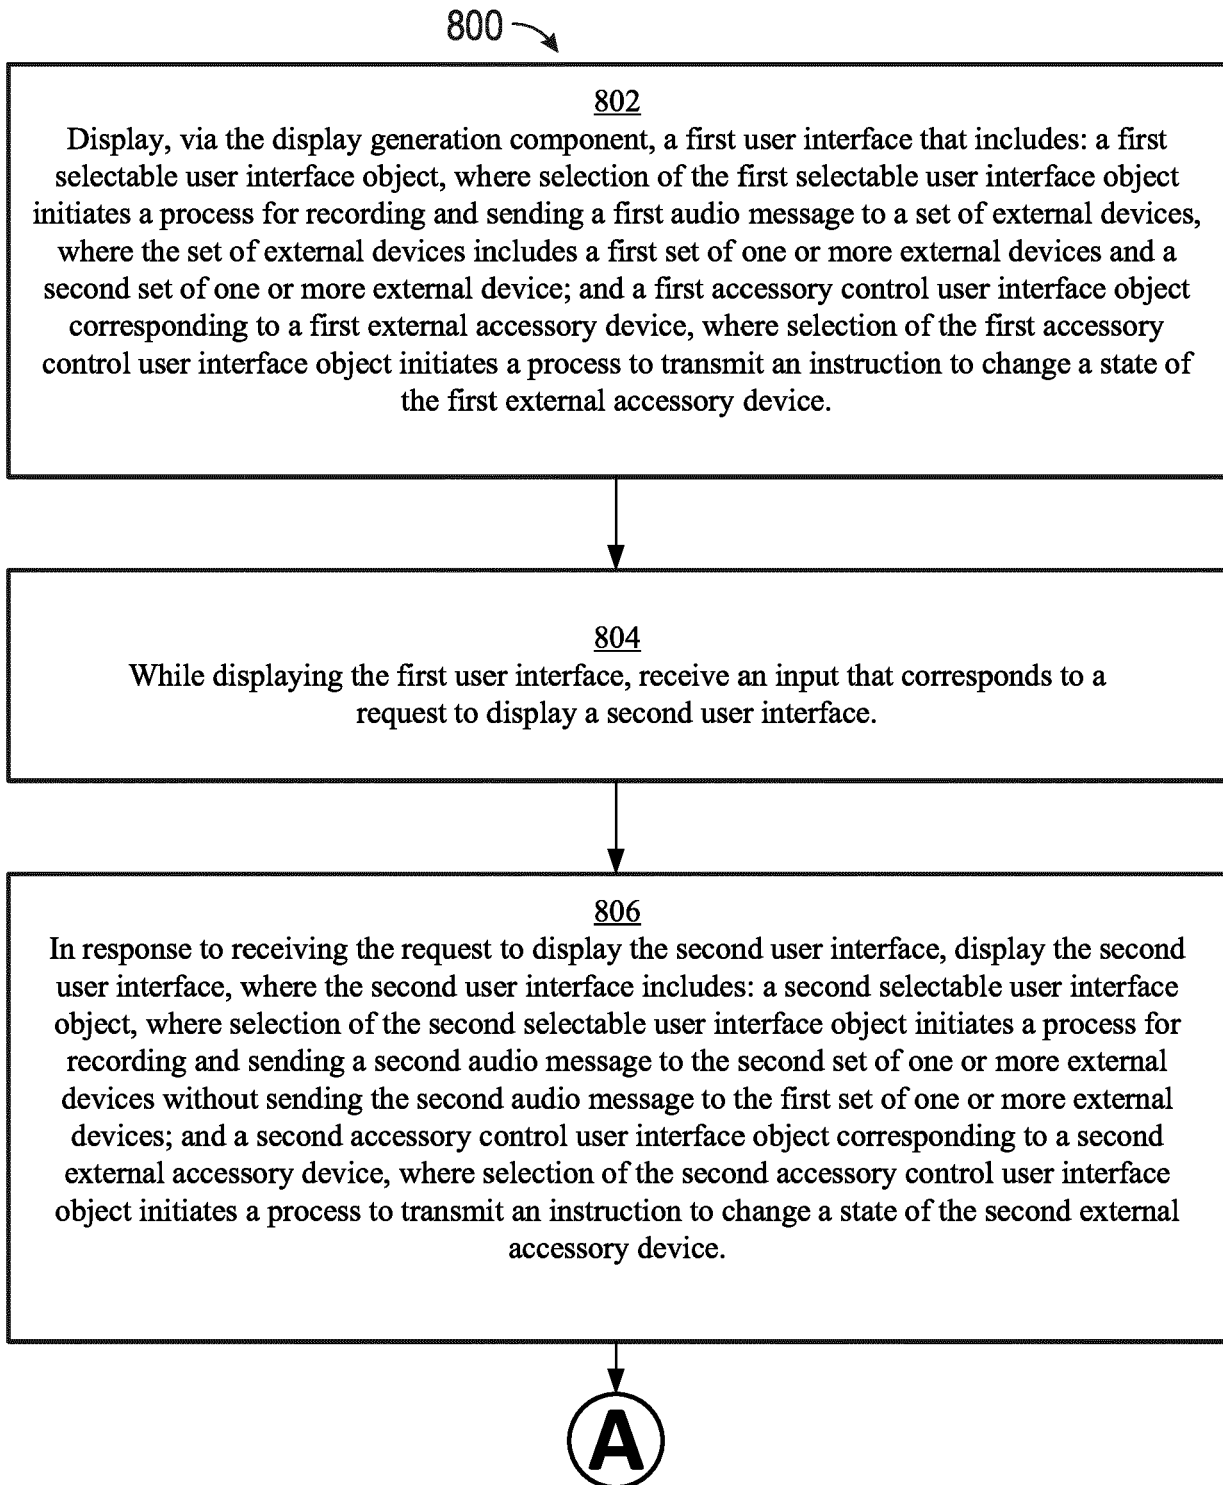 800
802
Display, via the display generation component, a first user interface that includes: a first
selectable user interface object, where selection of the first selectable user interface object
initiates a process for recording and sending a first audio message to a set of external devices,
where the set of external devices includes a first set of one or more external devices and a
second set of one or more external device; and a first accessory control user interface object
corresponding to a first external accessory device, where selection of the first accessory
control user interface object initiates a process to transmit an instruction to change a state of
the first external accessory device.
804
While displaying the first user interface, receive an input that corresponds to a
request to display a second user interface.
806
In response to receiving the request to display the second user interface, display the second
user interface, where the second user interface includes: a second selectable user interface
object, where selection of the second selectable user interface object initiates a process for
recording and sending a second audio message to the second set of one or more external
devices without sending the second audio message to the first set of one or more external
devices; and a second accessory control user interface object corresponding to a second
external accessory device, where selection of the second accessory control user interface
object initiates a process to transmit an instruction to change a state of the second external
accessory device.
A